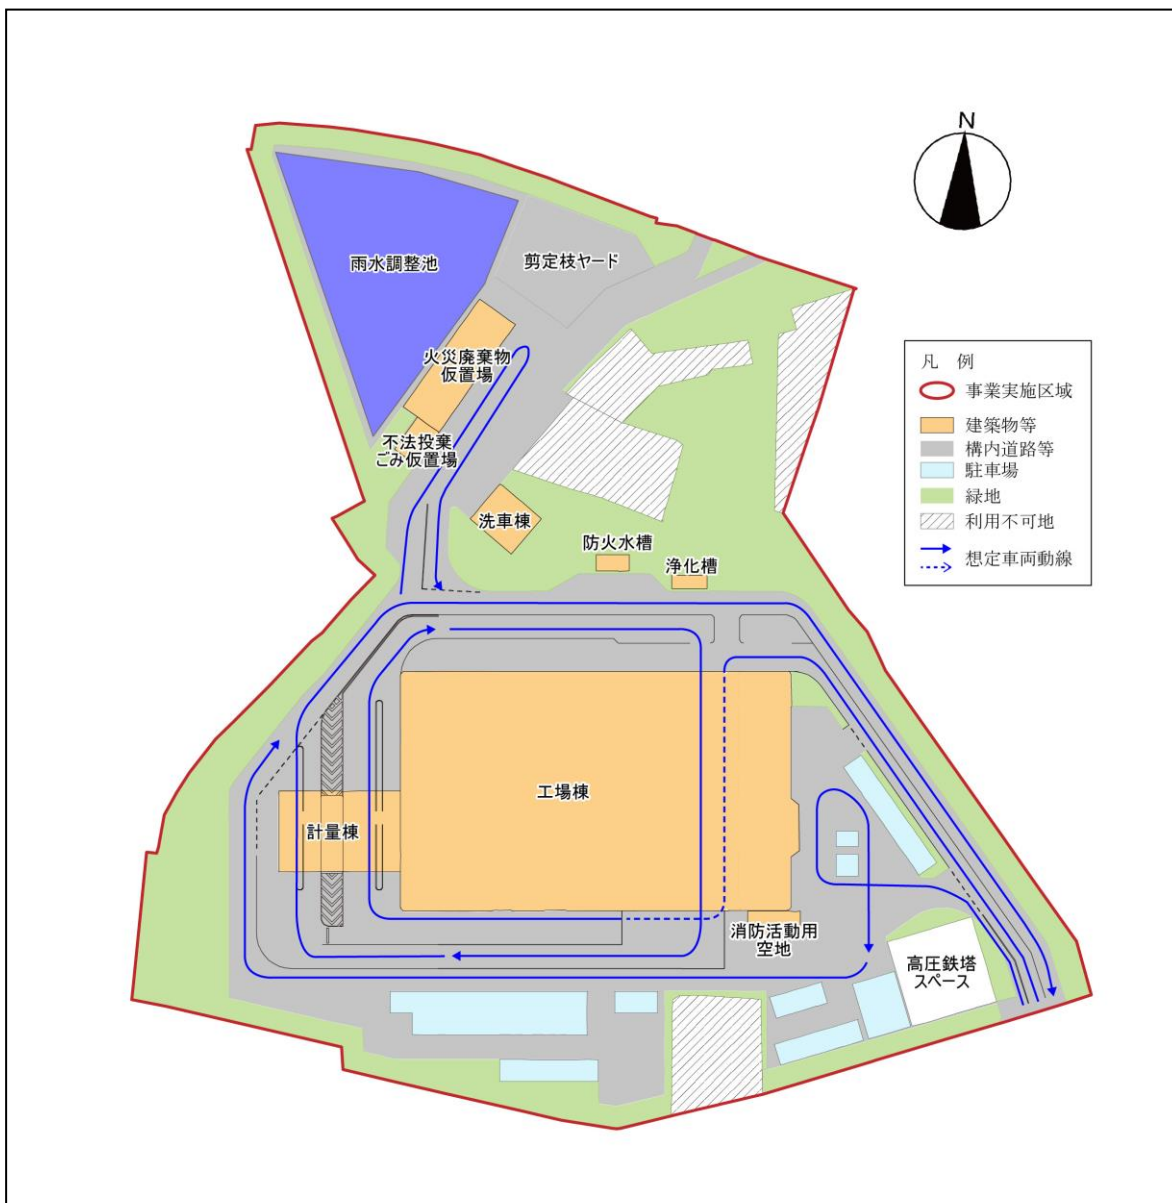 N
雨水調整池
剪定枝ヤード
火災廃棄物
仮置場
不法投棄
ごみ仮置場
洗車棟
防火水槽
浄化槽
工場棟
計量棟
消防活動用
空地
高圧鉄塔
スペース
凡 例
事業実施区域
建築物等
構内道路等
駐車場
緑地
利用不可地
想定車両動線